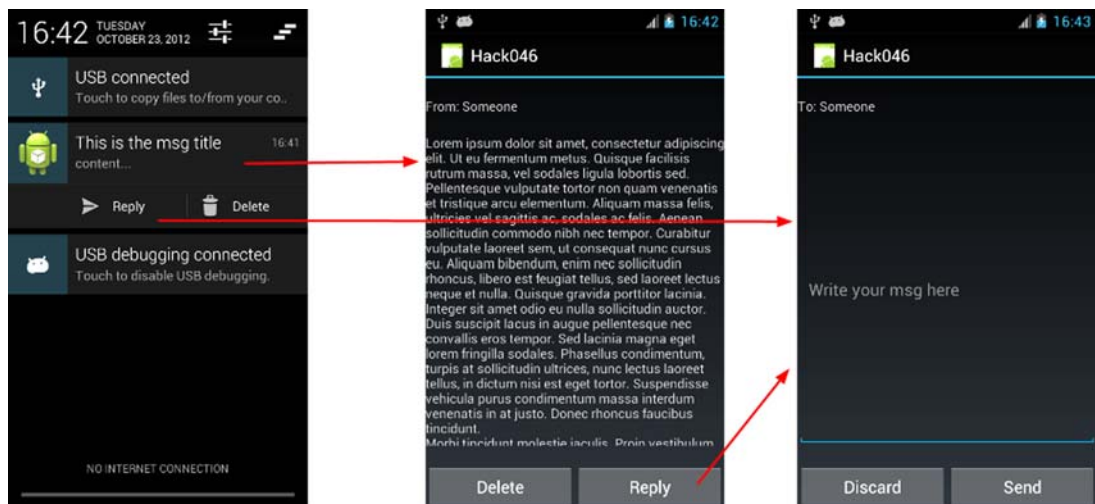 16:42 TUESDAY
OCTOBER 23, 2012
USB connected
Touch to copy files to/from your co..
This is the msg title 16:41
content...
Reply Delete
USB debugging connected
Touch to disable USB debugging.
NO INTERNET CONNECTION
16:42
Hack046
From: Someone
Lorem ipsum dolor sit amet, consectetur adipiscing
elit. Ut eu fermentum metus. Quisque facilisis
rutrum massa, vel sodales ligula lobortis sed.
Pellentesque vulputate tortor non quam venenatis
et tristique arcu elementum. Aliquam massa felis,
ultricies vel sagittis ac, sodales ac felis. Aenean
sollicitudin commodo nibh nec tempor. Curabitur
vulputate laoreet sem, ut consequat nunc cursus
eu. Aliquam bibendum, enim nec sollicitudin
rhoncus, libero est feugiat tellus, sed laoreet lectus
neque et nulla. Quisque gravida porttitor lacinia.
Integer sit amet odio eu nulla sollicitudin auctor.
Duis suscipit lacus in augue pellentesque nec
convallis eros tempor. Sed lacinia magna eget
lorem fringilla sodales. Phasellus condimentum,
turpis at sollicitudin ultrices, nunc lectus laoreet
tellus, in dictum nisi est eget tortor. Suspendisse
vehicula purus condimentum massa interdum
venenatis in at justo. Donec rhoncus faucibus
tincidunt.
Morbi tincidunt molestie iaculis. Proin vestibulum
Delete Reply
16:43
Hack046
To: Someone
Write your msg here
Discard Send